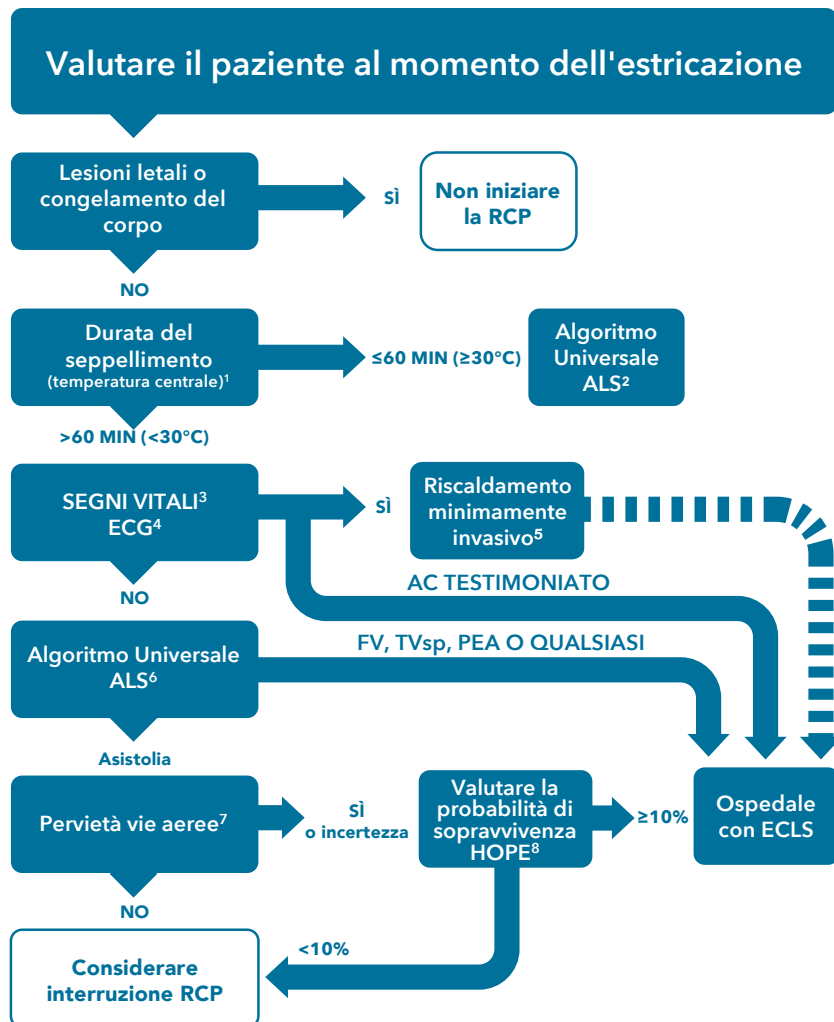 Valutare il paziente al momento dell'estricazione
Lesioni letali o
congelamento del
corpo
SÌ
Non iniziare
la RCP
NO
Durata del
seppellimento
(temperatura centrale)¹
≤60 MIN (≥30°C)
Algoritmo
Universale
ALS²
>60 MIN (<30°C)
SEGNI VITALI³
ECG⁴
SÌ
Riscaldamento
minimamente
invasivo⁵
NO
AC TESTIMONIATO
Algoritmo Universale
ALS⁶
FV, TVsp, PEA O QUALSIASI
Asistolia
Pervietà vie aeree⁷
SÌ
o incertezza
Valutare la
probabilità di
sopravvivenza
HOPE⁸
≥10%
Ospedale
con ECLS
NO
<10%
Considerare
interruzione RCP